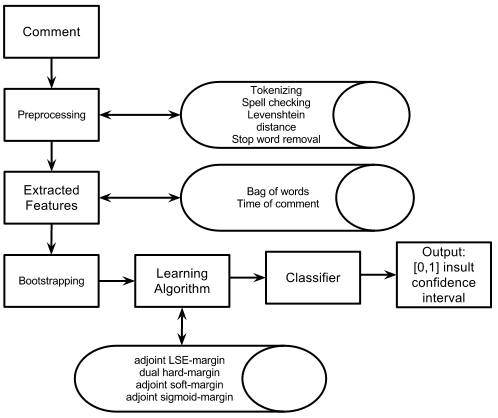 Comment
Preprocessing
Tokenizing
Spell checking
Levenshtein
distance
Stop word removal
Extracted
Features
Bag of words
Time of comment
Bootstrapping
Learning
Algorithm
Classifier
Output:
[0,1] insult
confidence
interval
adjoint LSE-margin
dual hard-margin
adjoint soft-margin
adjoint sigmoid-margin